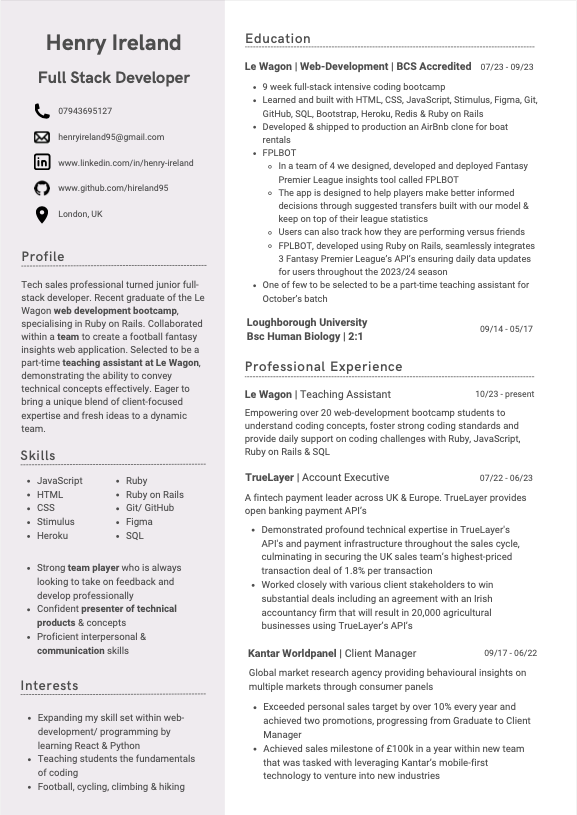 Henry Ireland
Full Stack Developer
07943695127
henryireland95@gmail.com
www.linkedin.com/in/henry-ireland
www.github.com/hireland95
London, UK
Profile
Tech sales professional turned junior full-
stack developer. Recent graduate of the Le
Wagon web development bootcamp,
specialising in Ruby on Rails. Collaborated
within a team to create a football fantasy
insights web application. Selected to be a
part-time teaching assistant at Le Wagon,
demonstrating the ability to convey
technical concepts effectively. Eager to
bring a unique blend of client-focused
expertise and fresh ideas to a dynamic
team.
Skills
• JavaScript
• HTML
• CSS
• Stimulus
• Heroku
• Ruby
• Ruby on Rails
• Git/ GitHub
• Figma
• SQL
• Strong team player who is always
looking to take on feedback and
develop professionally
• Confident presenter of technical
products & concepts
• Proficient interpersonal &
communication skills
Interests
• Expanding my skill set within web-
development/ programming by
learning React & Python
• Teaching students the fundamentals
of coding
• Football, cycling, climbing & hiking
Education
Le Wagon | Web-Development | BCS Accredited 07/23 - 09/23
• 9 week full-stack intensive coding bootcamp
• Learned and built with HTML, CSS, JavaScript, Stimulus, Figma, Git,
GitHub, SQL, Bootstrap, Heroku, Redis & Ruby on Rails
• Developed & shipped to production an AirBnb clone for boat
rentals
• FPLBOT
◦ In a team of 4 we designed, developed and deployed Fantasy
Premier League insights tool called FPLBOT
◦ The app is designed to help players make better informed
decisions through suggested transfers built with our model &
keep on top of their league statistics
◦ Users can also track how they are performing versus friends
◦ FPLBOT, developed using Ruby on Rails, seamlessly integrates
3 Fantasy Premier League's API's ensuring daily data updates
for users throughout the 2023/24 season
• One of few to be selected to be a part-time teaching assistant for
October's batch
Loughborough University
Bsc Human Biology | 2:1 09/14 - 05/17
Professional Experience
Le Wagon | Teaching Assistant 10/23 - present
Empowering over 20 web-development bootcamp students to
understand coding concepts, foster strong coding standards and
provide daily support on coding challenges with Ruby, JavaScript,
Ruby on Rails & SQL
TrueLayer | Account Executive 07/22 - 06/23
A fintech payment leader across UK & Europe. TrueLayer provides
open banking payment API's
• Demonstrated profound technical expertise in TrueLayer's
API's and payment infrastructure throughout the sales cycle,
culminating in securing the UK sales team's highest-priced
transaction deal of 1.8% per transaction
• Worked closely with various client stakeholders to win
substantial deals including an agreement with an Irish
accountancy firm that will result in 20,000 agricultural
businesses using TrueLayer's API's
Kantar Worldpanel | Client Manager 09/17 - 06/22
Global market research agency providing behavioural insights on
multiple markets through consumer panels
• Exceeded personal sales target by over 10% every year and
achieved two promotions, progressing from Graduate to Client
Manager
• Achieved sales milestone of £100k in a year within new team
that was tasked with leveraging Kantar's mobile-first
technology to venture into new industries